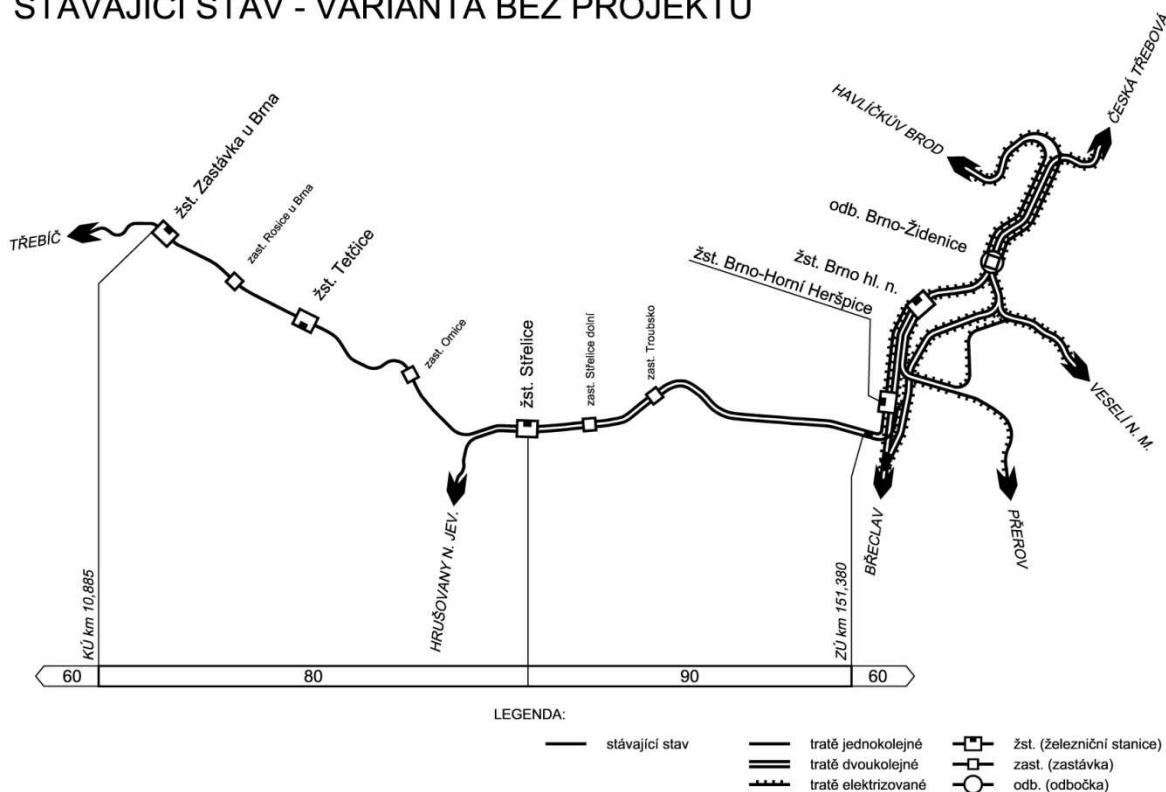 STÁVAJÍCÍ STAV - VARIANTA BEZ PROJEKTU
ČESKÁ TŘEBOVÁ
HAVLÍČKŮV BROD
odb. Brno-Židenice
žst. Brno hl. n.
žst. Brno-Horní Heršpice
TŘEBÍČ
žst. Zastávka u Brna
zast. Rosice u Brna
žst. Tetčice
zast. Omice
žst. Střelice
zast. Střelice dolní
zast. Troubsko
VESELÍ N. M.
HRUŠOVANY N. JEV.
BŘECLAV
PŘEROV
KÚ km 10,885
ZÚ km 151,380
60
80
90
60
LEGENDA:
stávající stav
tratě jednokolejné
žst. (železniční stanice)
tratě dvoukolejné
zast. (zastávka)
tratě elektrizované
odb. (odbočka)